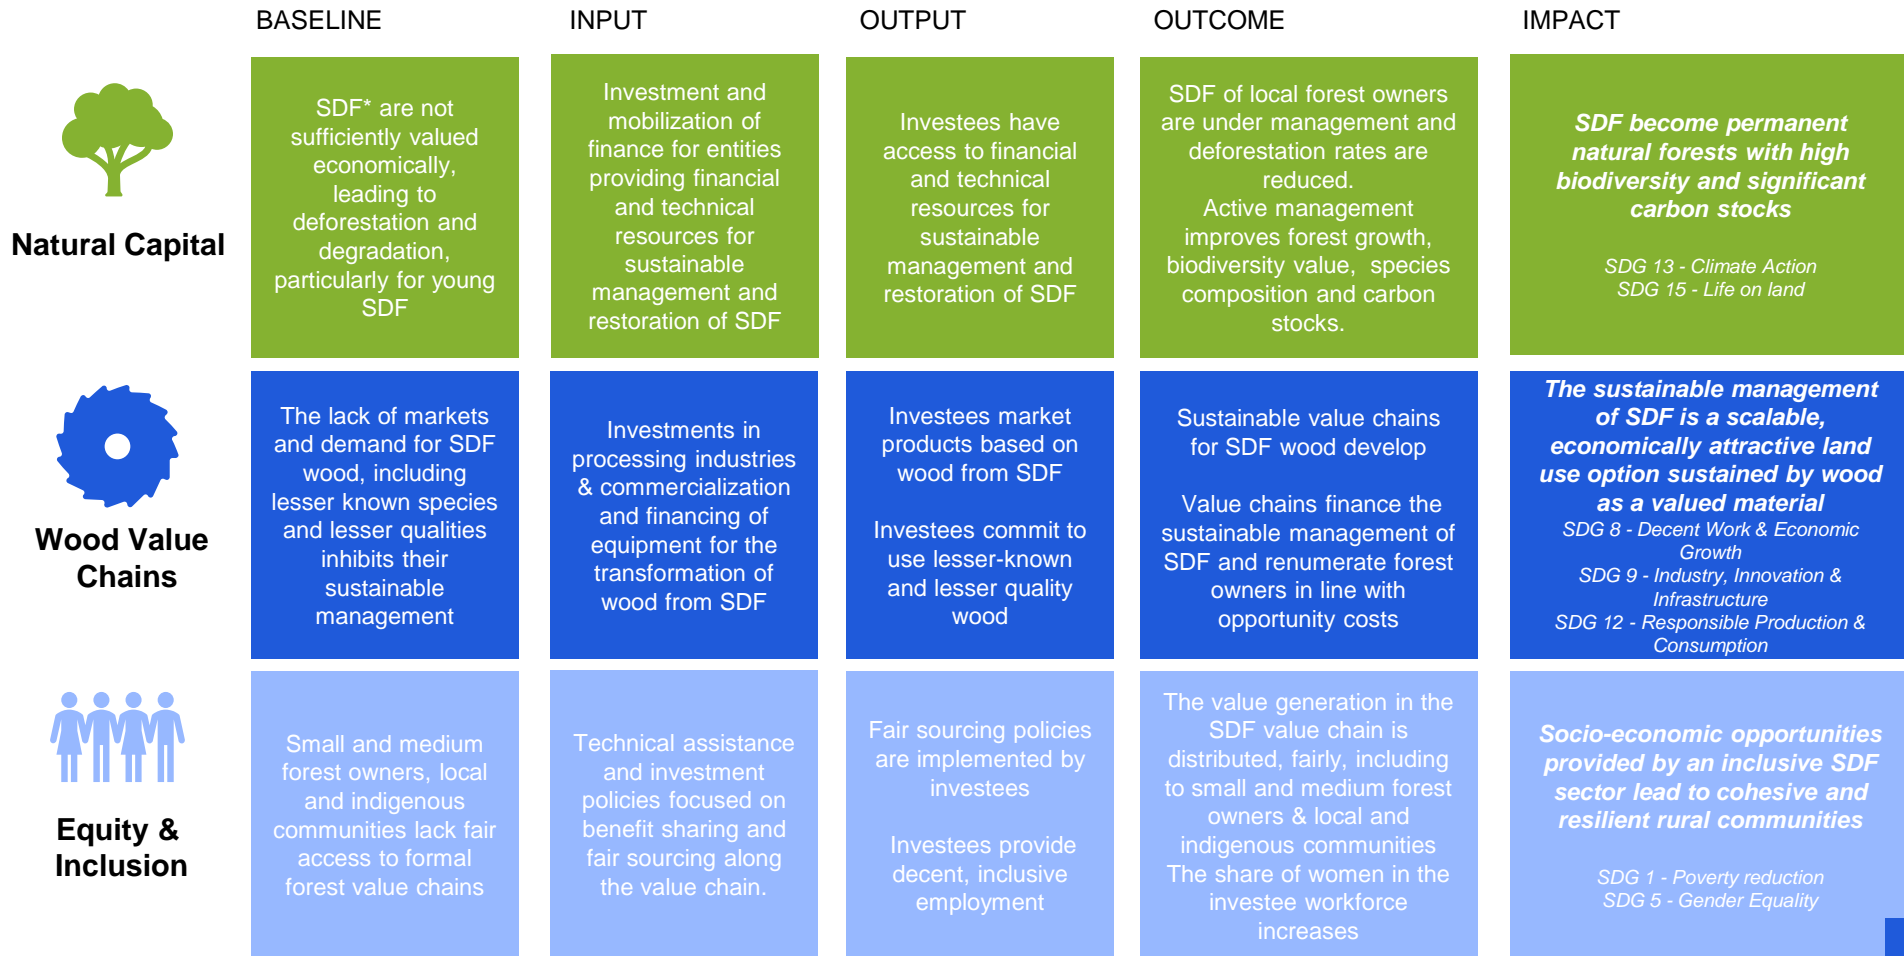 BASELINE
INPUT
OUTPUT
OUTCOME
IMPACT
Natural Capital
SDF* are not
sufficiently valued
economically,
leading to
deforestation and
degradation,
particularly for young
SDF
Investment and
mobilization of
finance for entities
providing financial
and technical
resources for
sustainable
management and
restoration of SDF
Investees have
access to financial
and technical
resources for
sustainable
management and
restoration of SDF
SDF of local forest owners
are under management and
deforestation rates are
reduced.
Active management
improves forest growth,
biodiversity value, species
composition and carbon
stocks.
SDF become permanent
natural forests with high
biodiversity and significant
carbon stocks
SDG 13 - Climate Action
SDG 15 - Life on land
Wood Value
Chains
The lack of markets
and demand for SDF
wood, including
lesser known species
and lesser qualities
inhibits their
sustainable
management
Investments in
processing industries
& commercialization
and financing of
equipment for the
transformation of
wood from SDF
Investees market
products based on
wood from SDF
Investees commit to
use lesser-known
and lesser quality
wood
Sustainable value chains
for SDF wood develop
Value chains finance the
sustainable management of
SDF and renumerate forest
owners in line with
opportunity costs
The sustainable management
of SDF is a scalable,
economically attractive land
use option sustained by wood
as a valued material
SDG 8 - Decent Work & Economic
Growth
SDG 9 - Industry, Innovation &
Infrastructure
SDG 12 - Responsible Production &
Consumption
Equity &
Inclusion
Small and medium
forest owners, local
and indigenous
communities lack fair
access to formal
forest value chains
Technical assistance
and investment
policies focused on
benefit sharing and
fair sourcing along
the value chain.
Fair sourcing policies
are implemented by
investees
Investees provide
decent, inclusive
employment
The value generation in the
SDF value chain is
distributed, fairly, including
to small and medium forest
owners & local and
indigenous communities
The share of women in the
investee workforce
increases
Socio-economic opportunities
provided by an inclusive SDF
sector lead to cohesive and
resilient rural communities
SDG 1 - Poverty reduction
SDG 5 - Gender Equality